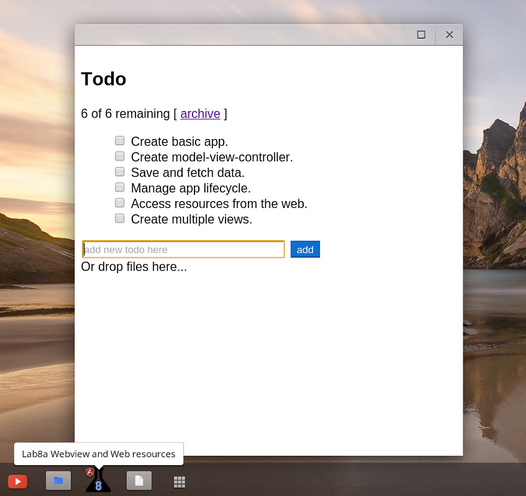 Todo
6 of 6 remaining [ archive ]
Create basic app.
Create model-view-controller.
Save and fetch data.
Manage app lifecycle.
Access resources from the web.
Create multiple views.
add new todo here
add
Or drop files here...
Lab8a Webview and Web resources
8